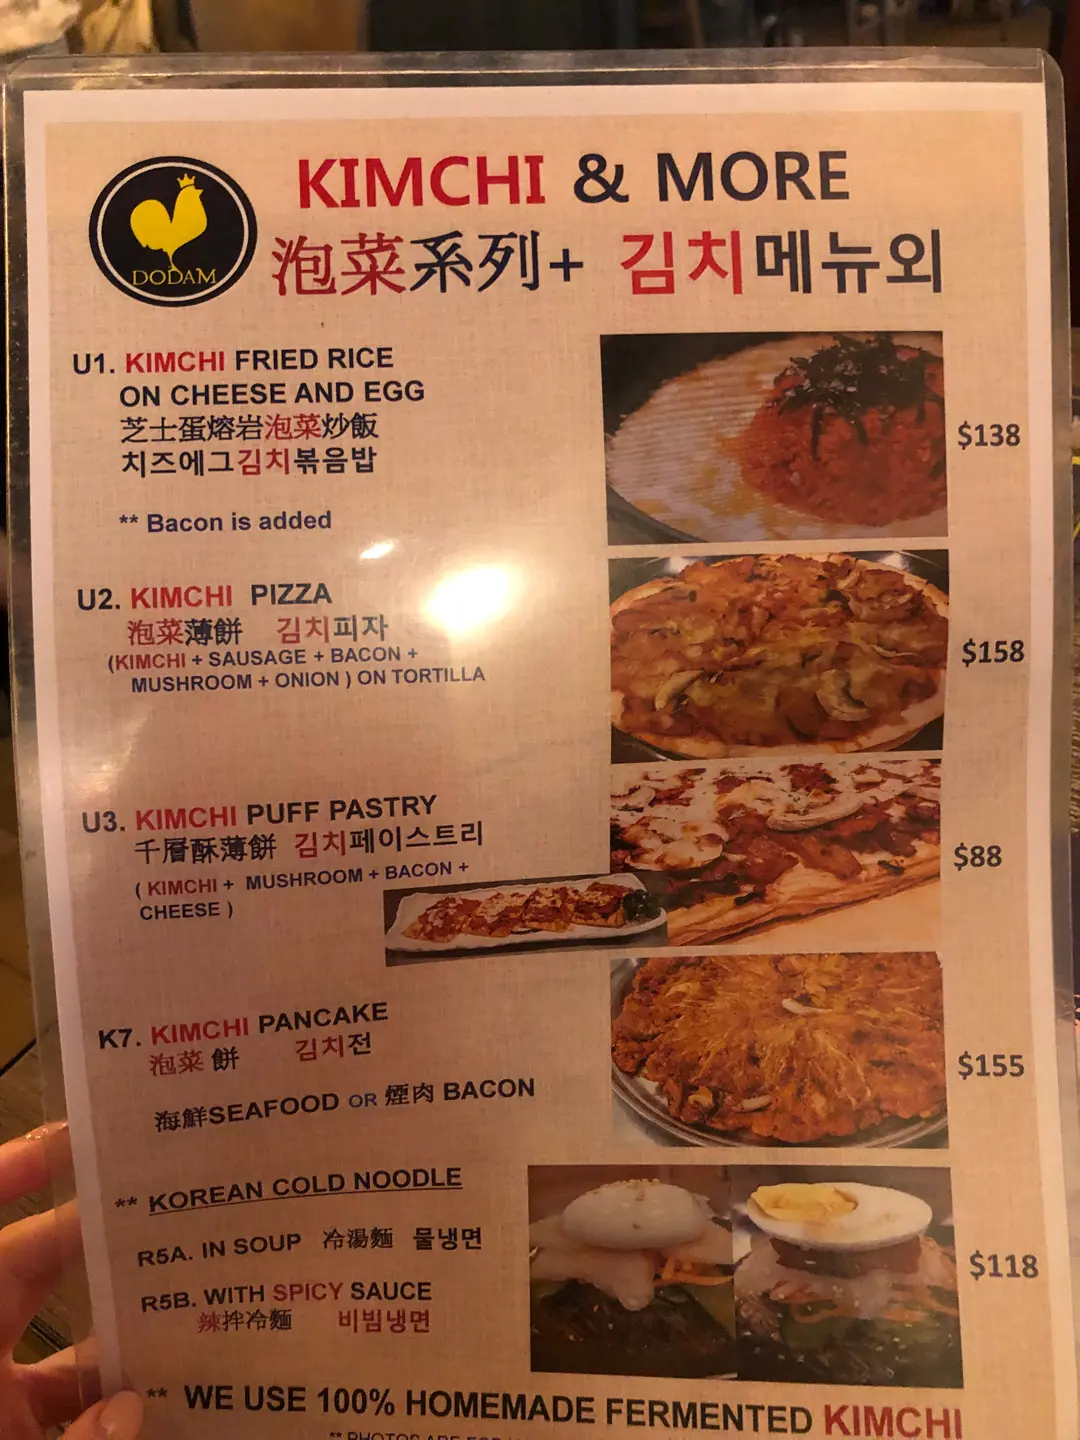 DODAM
KIMCHI & MORE
泡菜系列+ 김치메뉴외
U1. KIMCHI FRIED RICE
ON CHEESE AND EGG
芝士蛋熔岩泡菜炒飯
치즈에그김치볶음밥
$138
** Bacon is added
U2. KIMCHI PIZZA
泡菜薄餅 김치피자
(KIMCHI + SAUSAGE + BACON +
MUSHROOM + ONION ) ON TORTILLA
$158
U3. KIMCHI PUFF PASTRY
千層酥薄餅 김치페이스트리
( KIMCHI + MUSHROOM + BACON +
CHEESE )
$88
K7. KIMCHI PANCAKE
泡菜 餅 김치전
海鮮SEAFOOD OR 煙肉 BACON
$155
** KOREAN COLD NOODLE
R5A. IN SOUP 冷湯麵 물냉면
R5B. WITH SPICY SAUCE
辣拌冷麵 비빔냉면
$118
** WE USE 100% HOMEMADE FERMENTED KIMCHI
** PHOTOS ARE